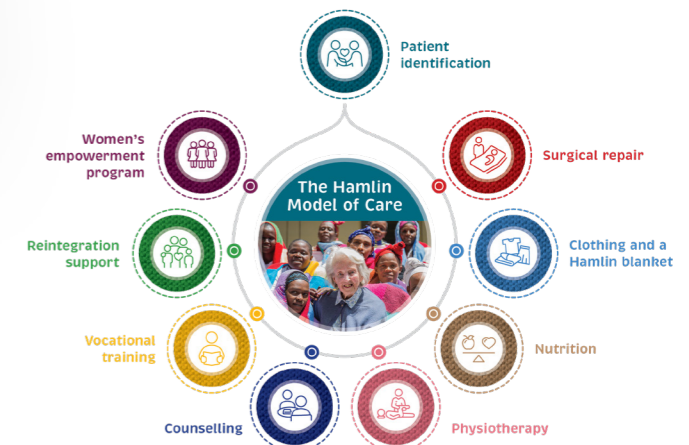 Patient
identification
Women's
empowerment
program
Surgical repair
The Hamlin
Model of Care
Reintegration
support
Clothing and a
Hamlin blanket
Vocational
training
Nutrition
Counselling
Physiotherapy